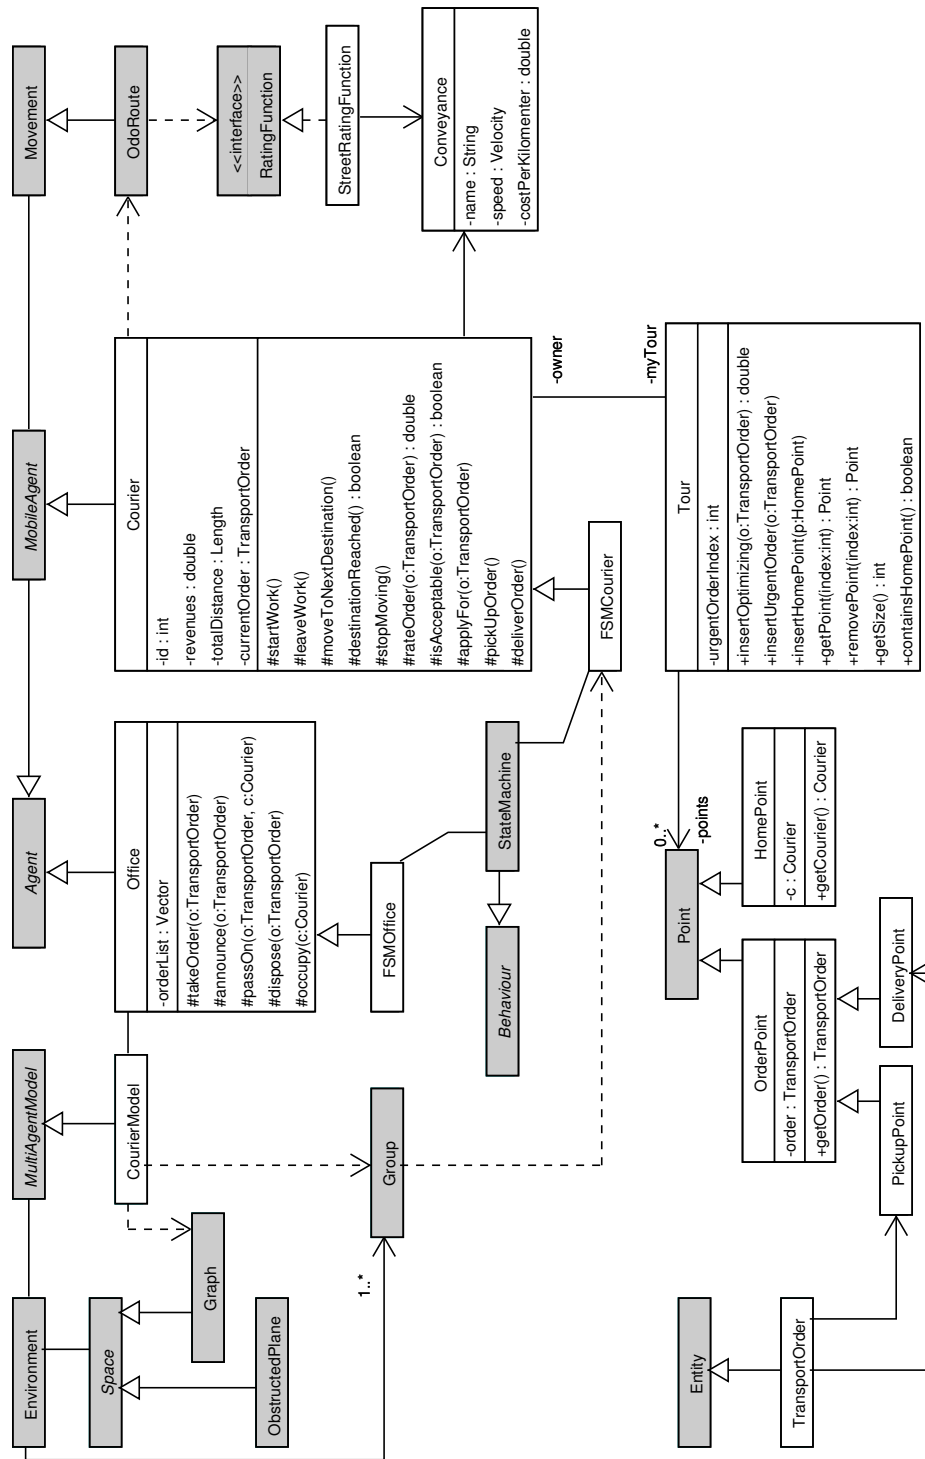 Environment
MultiAgentModel
Agent
MobileAgent
Movement
Space
Graph
ObstructedPlane
CourierModel
Office
-orderList : Vector
#takeOrder(o:TransportOrder)
#announce(o:TransportOrder)
#passOn(o:TransportOrder, c:Courier)
#dispose(o:TransportOrder)
#occupy(c:Courier)
Courier
-id : int
-revenues : double
-totalDistance : Length
-currentOrder : TransportOrder
#startWork()
#leaveWork()
#moveToNextDestination()
#destinationReached() : boolean
#stopMoving()
#rateOrder(o:TransportOrder) : double
#isAcceptable(o:TransportOrder) : boolean
#applyFor(o:TransportOrder)
#pickUpOrder()
#deliverOrder()
OdoRoute
<<interface>>
RatingFunction
StreetRatingFunction
Conveyance
-name : String
-speed : Velocity
-costPerKilomenter : double
1..*
Group
FSMOffice
Behaviour
StateMachine
FSMCourier
-owner
-myTour
Entity
TransportOrder
Point
0..*
-points
OrderPoint
-order : TransportOrder
+getOrder() : TransportOrder
HomePoint
-c : Courier
+getCourier() : Courier
PickupPoint
DeliveryPoint
Tour
-urgentOrderIndex : int
+insertOptimizing(o:TransportOrder) : double
+insertUrgentOrder(o:TransportOrder)
+insertHomePoint(p:HomePoint)
+getPoint(index:int) : Point
+removePoint(index:int) : Point
+getSize() : int
+containsHomePoint() : boolean